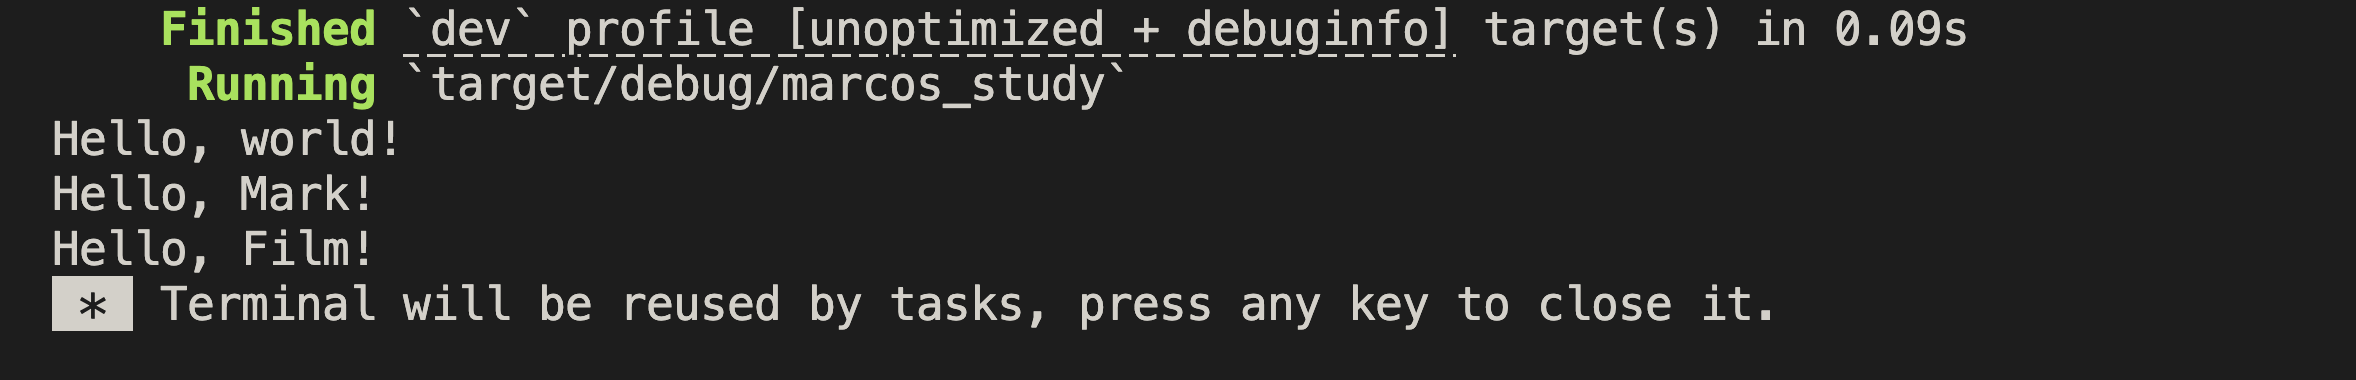 Finished `dev` profile [unoptimized + debuginfo] target(s) in 0.09s
Running `target/debug/marcos_study`
Hello, world!
Hello, Mark!
Hello, Film!
* Terminal will be reused by tasks, press any key to close it.